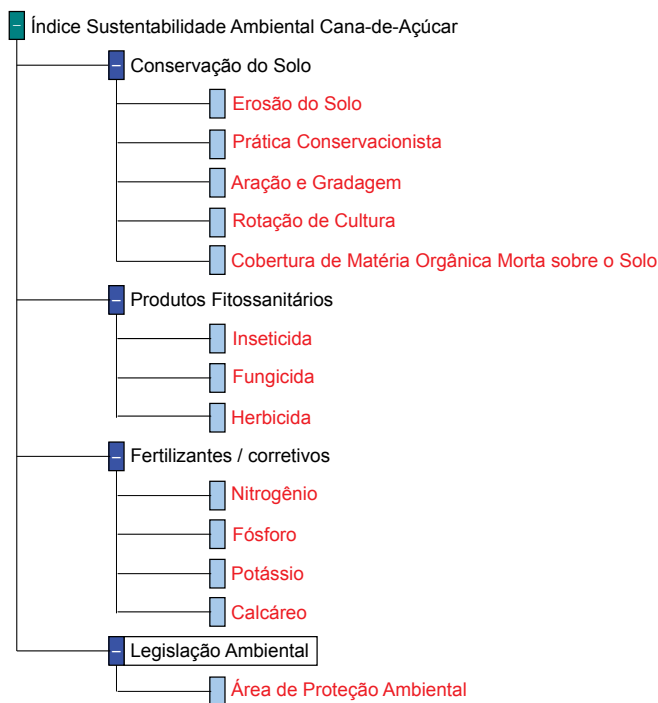 Índice Sustentabilidade Ambiental Cana-de-Açúcar
Conservação do Solo
Erosão do Solo
Prática Conservacionista
Aração e Gradagem
Rotação de Cultura
Cobertura de Matéria Orgânica Morta sobre o Solo
Produtos Fitossanitários
Inseticida
Fungicida
Herbicida
Fertilizantes / corretivos
Nitrogênio
Fósforo
Potássio
Calcáreo
Legislação Ambiental
Área de Proteção Ambiental